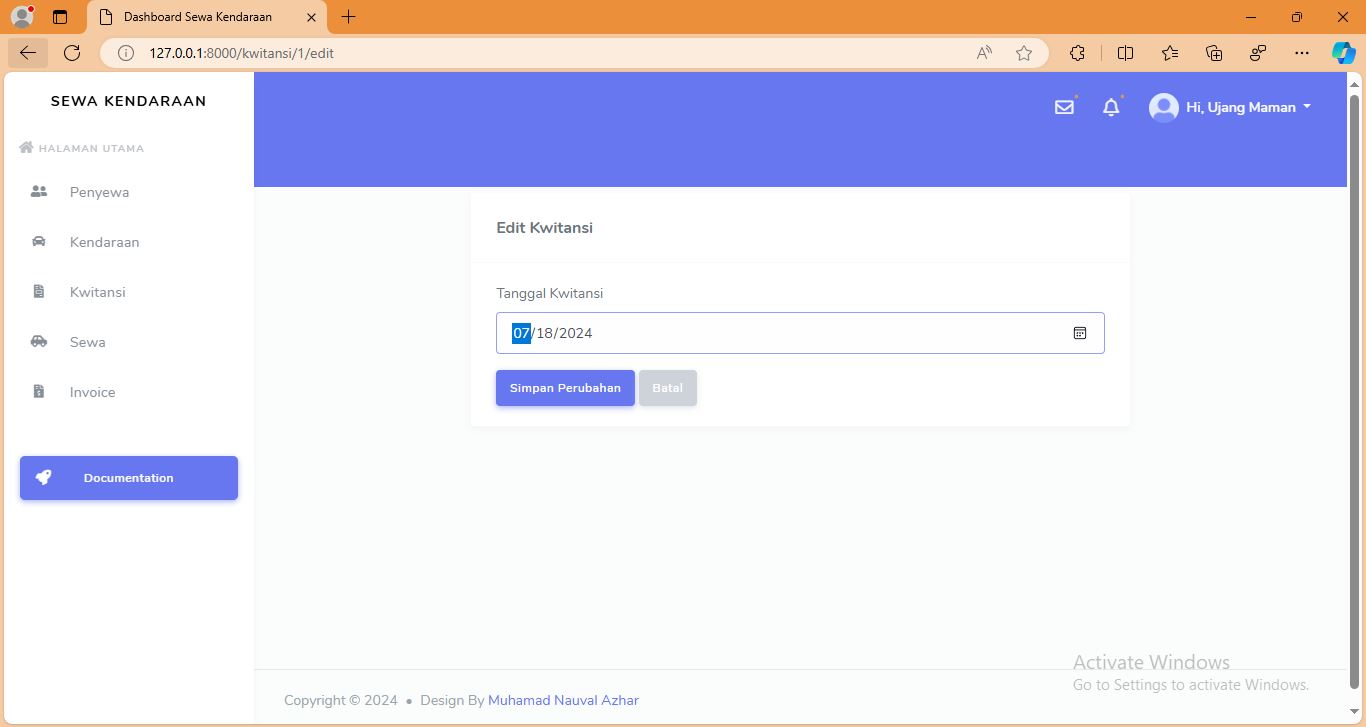 Dashboard Sewa Kendaraan
127.0.0.1:8000/kwitansi/1/edit
SEWA KENDARAAN
HALAMAN UTAMA
Penyewa
Kendaraan
Kwitansi
Sewa
Invoice
Documentation
Hi, Ujang Maman
Edit Kwitansi
Tanggal Kwitansi
07/18/2024
Simpan Perubahan Batal
Activate Windows
Go to Settings to activate Windows.
Copyright © 2024 • Design By Muhamad Nauval Azhar